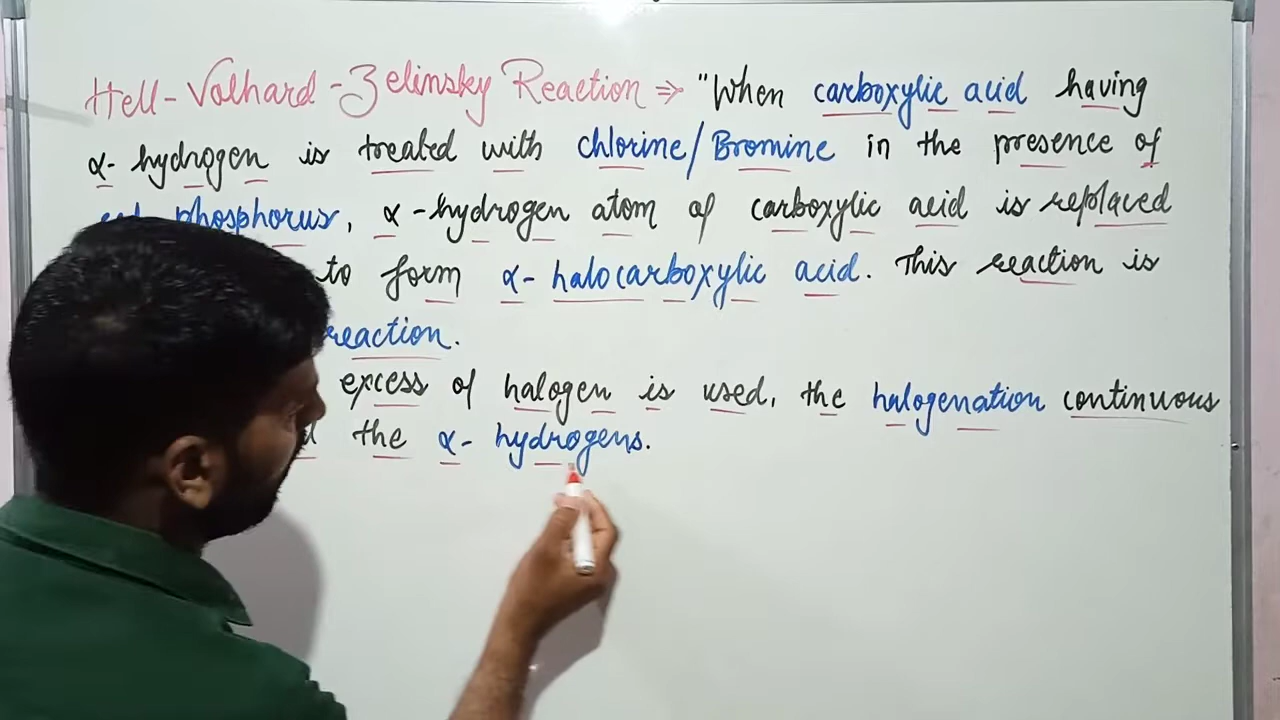 Hell-Volhard-Zelinsky Reaction ⇒ "When carboxylic acid having
α-hydrogen is treated with chlorine/Bromine in the presence of
phosphorus, α-hydrogen atom of carboxylic acid is replaced
to form α-halocarboxylic acid. This reaction is
reaction.
excess of halogen is used, the halogenation continuous
the α-hydrogens.